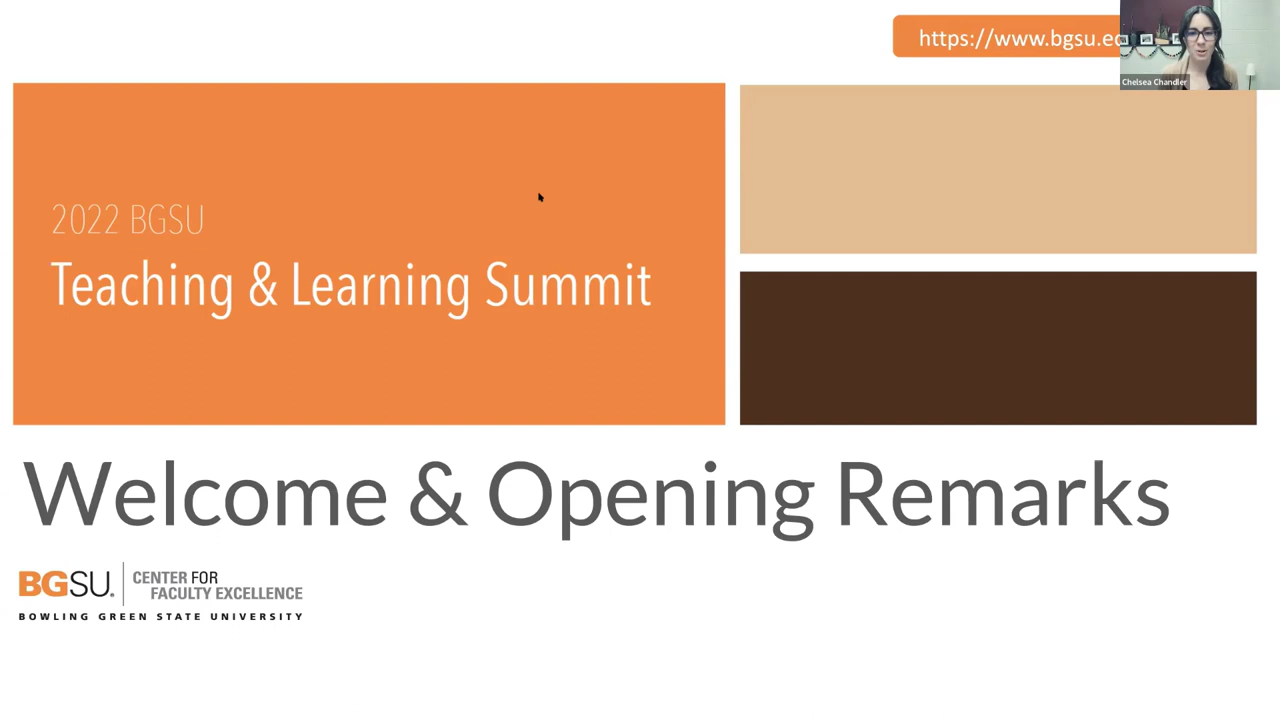 https://www.bgsu.ec
Chelsea Chandler
2022 BGSU
Teaching & Learning Summit
Welcome & Opening Remarks
BGSU®
CENTER FOR
FACULTY EXCELLENCE
BOWLING GREEN STATE UNIVERSITY